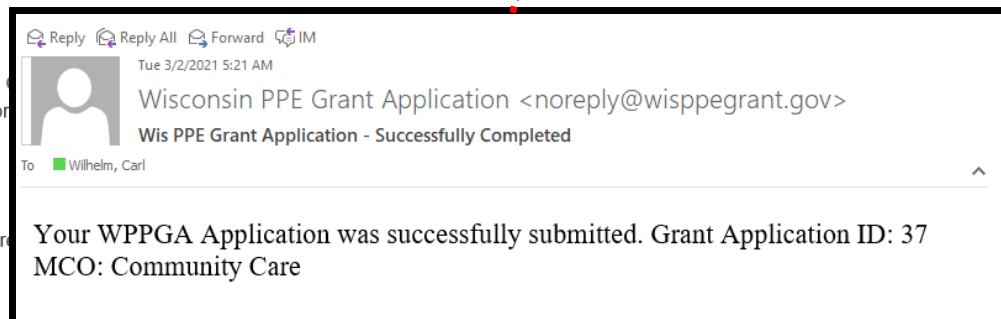 Reply Reply All Forward IM
Tue 3/2/2021 5:21 AM
Wisconsin PPE Grant Application <noreply@wisppegrant.gov>
Wis PPE Grant Application - Successfully Completed
To Wilhelm, Carl
Your WPPGA Application was successfully submitted. Grant Application ID: 37
MCO: Community Care